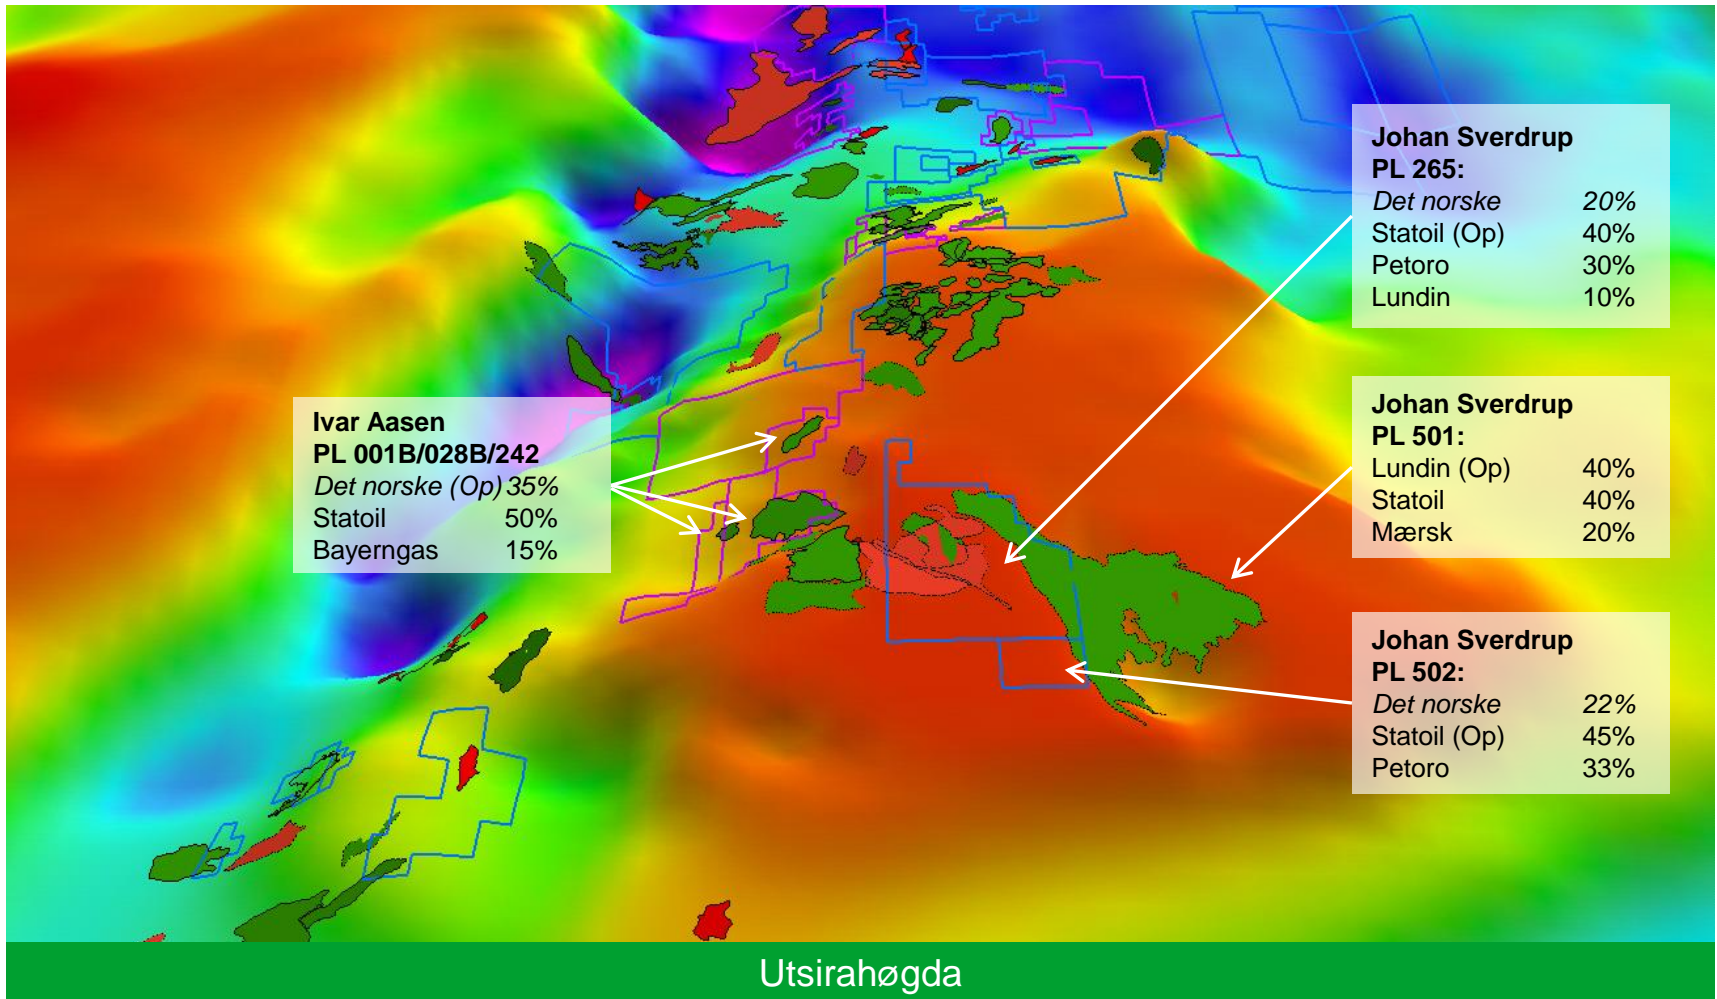 Johan Sverdrup
PL 265:
Det norske 20%
Statoil (Op) 40%
Petoro 30%
Lundin 10%
Ivar Aasen
PL 001B/028B/242
Det norske (Op) 35%
Statoil 50%
Bayerngas 15%
Johan Sverdrup
PL 501:
Lundin (Op) 40%
Statoil 40%
Mærsk 20%
Johan Sverdrup
PL 502:
Det norske 22%
Statoil (Op) 45%
Petoro 33%
Utsirahøgda